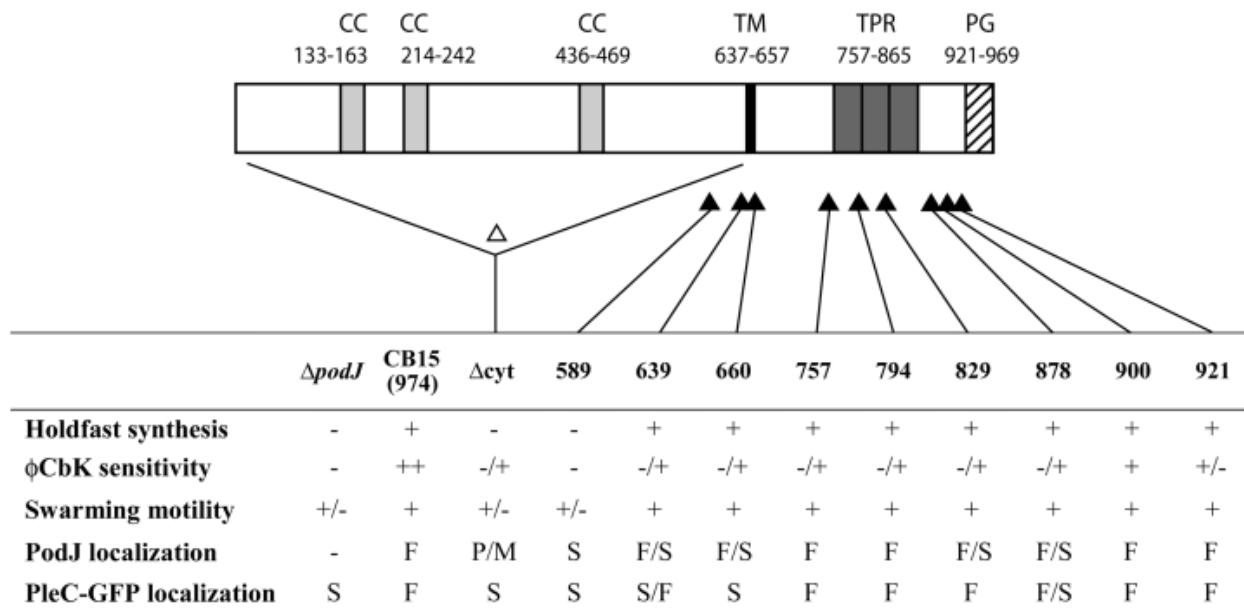 CC CC CC TM TPR PG
133-163 214-242 436-469 637-657 757-865 921-969
ΔpodJ CB15 (974) Δcyt 589 639 660 757 794 829 878 900 921
Holdfast synthesis - + - - + + + + + + + +
ϕCbK sensitivity - ++ -/+ - -/+ -/+ -/+ -/+ -/+ -/+ + +/-
Swarming motility +/- + +/- +/- + + + + + + + +
PodJ localization - F P/M S F/S F/S F F F/S F/S F F
PleC-GFP localization S F S S S/F S F F F F/S F F